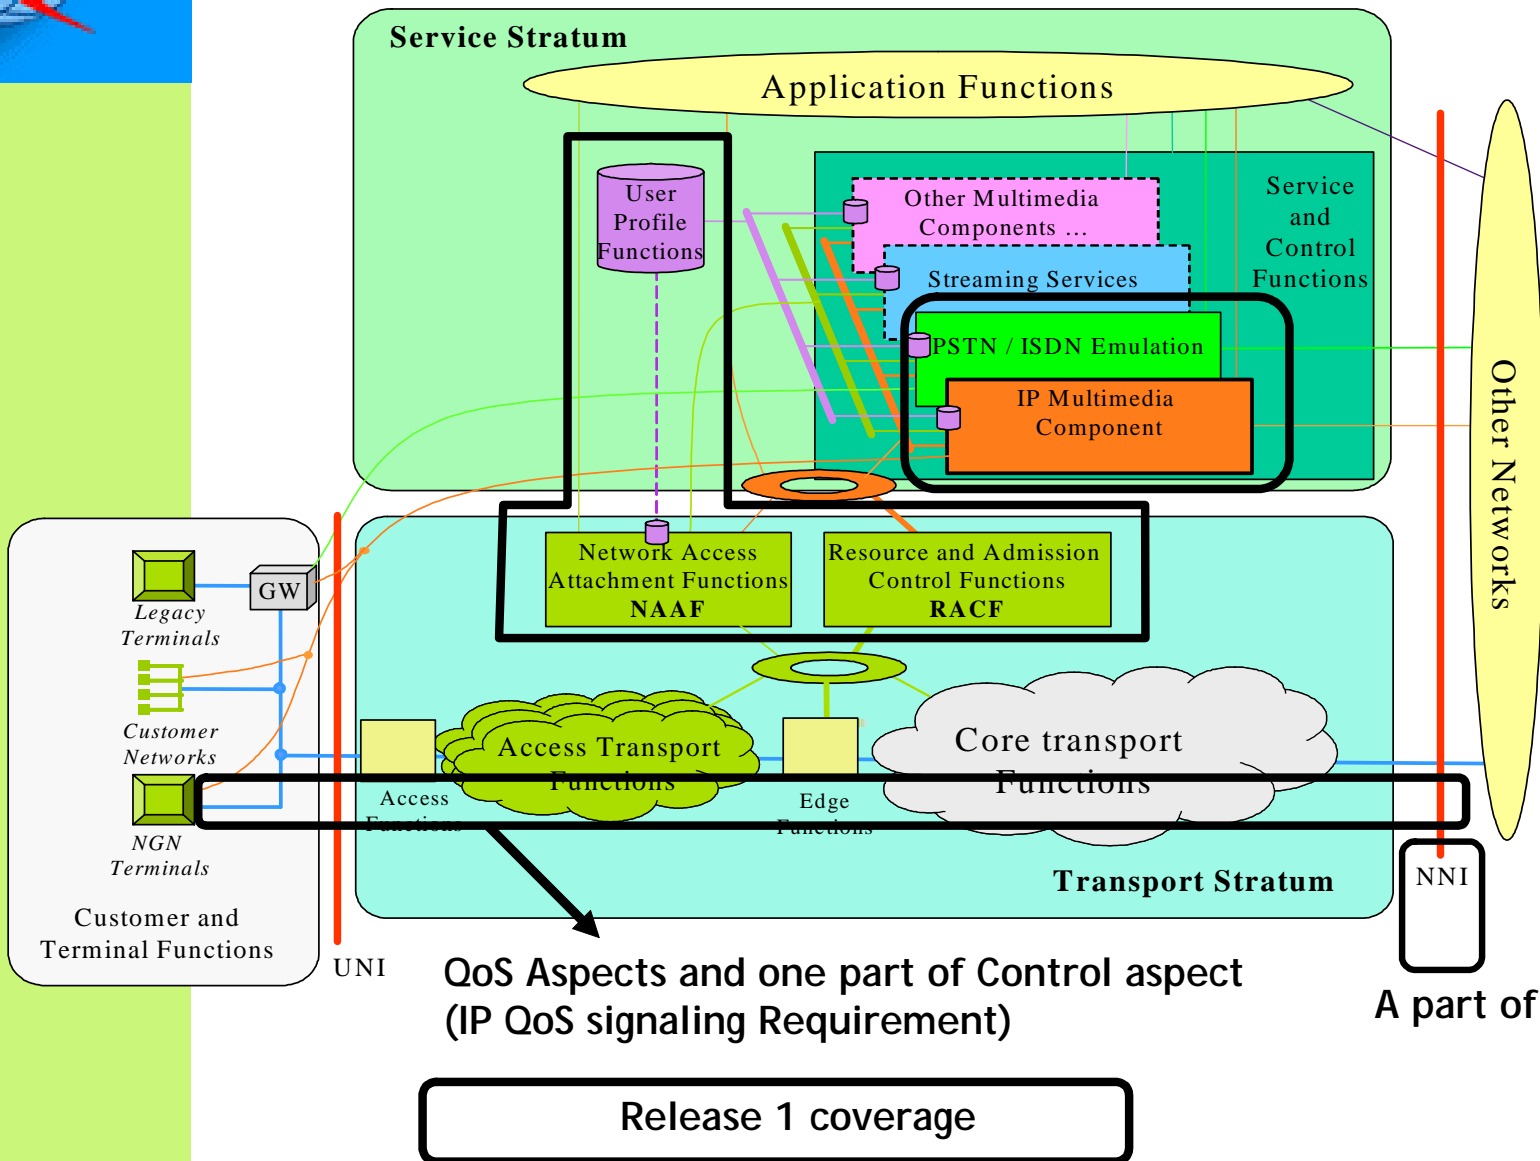 Service Stratum
Application Functions
User
Profile
Functions
Other Multimedia
Components ...
Service
and
Control
Functions
Streaming Services
PSTN / ISDN Emulation
IP Multimedia
Component
Other Networks
Network Access
Attachment Functions
NAAF
Resource and Admission
Control Functions
RACF
GW
Legacy
Terminals
Customer
Networks
NGN
Terminals
Customer and
Terminal Functions
UNI
Access
Functions
Access Transport
Functions
Edge
Functions
Core transport
Functions
Transport Stratum
NNI
QoS Aspects and one part of Control aspect
(IP QoS signaling Requirement)
A part of
Release 1 coverage